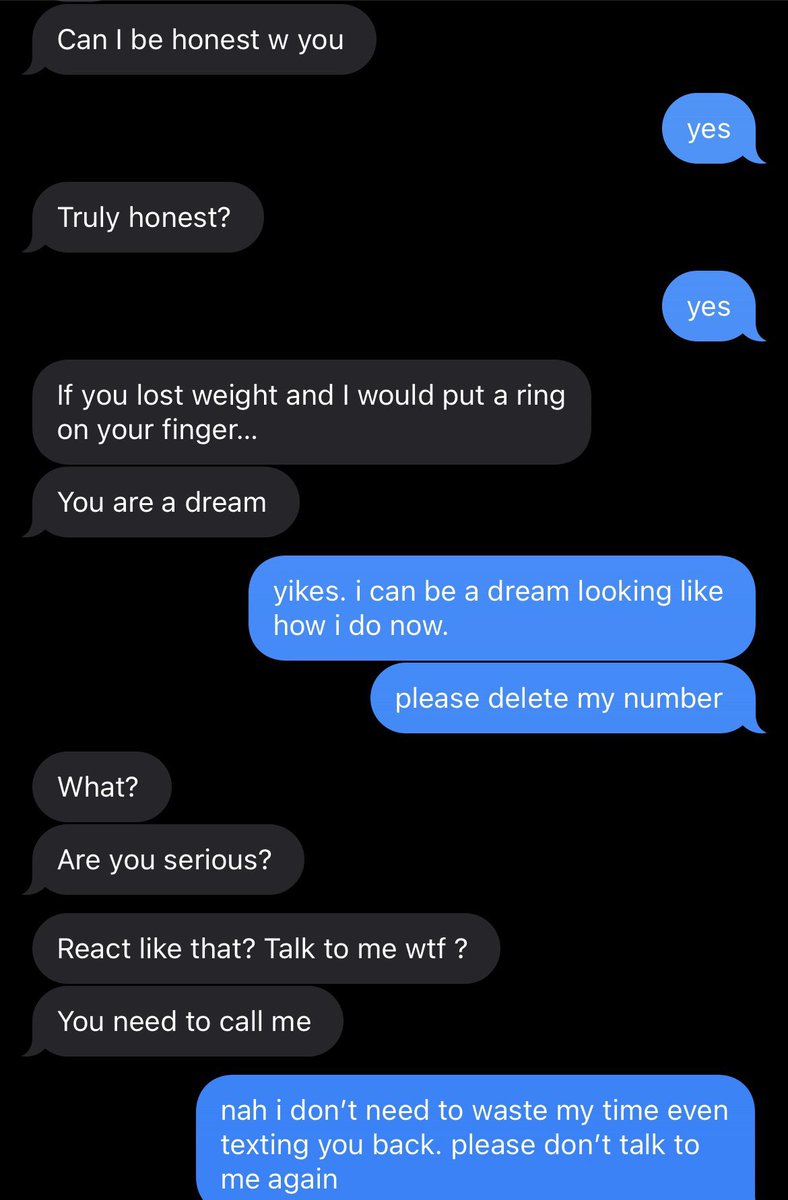 Can I be honest w you
yes
Truly honest?
yes
If you lost weight and I would put a ring
on your finger...
You are a dream
yikes. i can be a dream looking like
how i do now.
please delete my number
What?
Are you serious?
React like that? Talk to me wtf ?
You need to call me
nah i don’t need to waste my time even
texting you back. please don’t talk to
me again